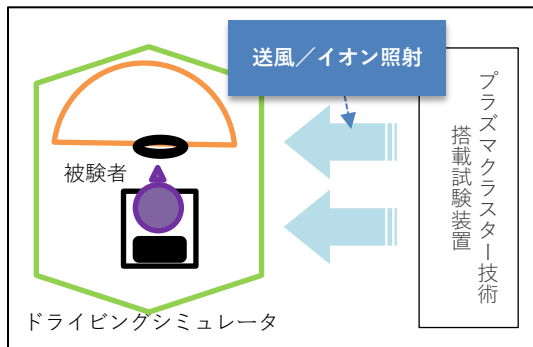 送風／イオン照射
被験者
ドライビングシミュレータ
プラズマクラスター技術
搭載試験装置